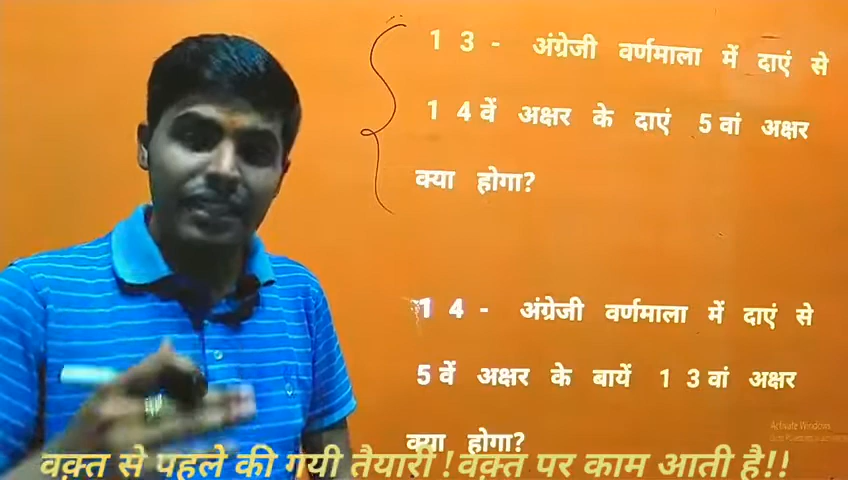 1 3 - अंग्रेजी वर्णमाला में दाएं से
1 4 वें अक्षर के दाएं 5 वां अक्षर
क्या होगा?
1 4 - अंग्रेजी वर्णमाला में दाएं से
5 वें अक्षर के बायें 1 3 वां अक्षर
क्या होगा?
Activate Windows
वक़्त से पहले की गयी तैयारी ! वक़्त पर काम आती है!!